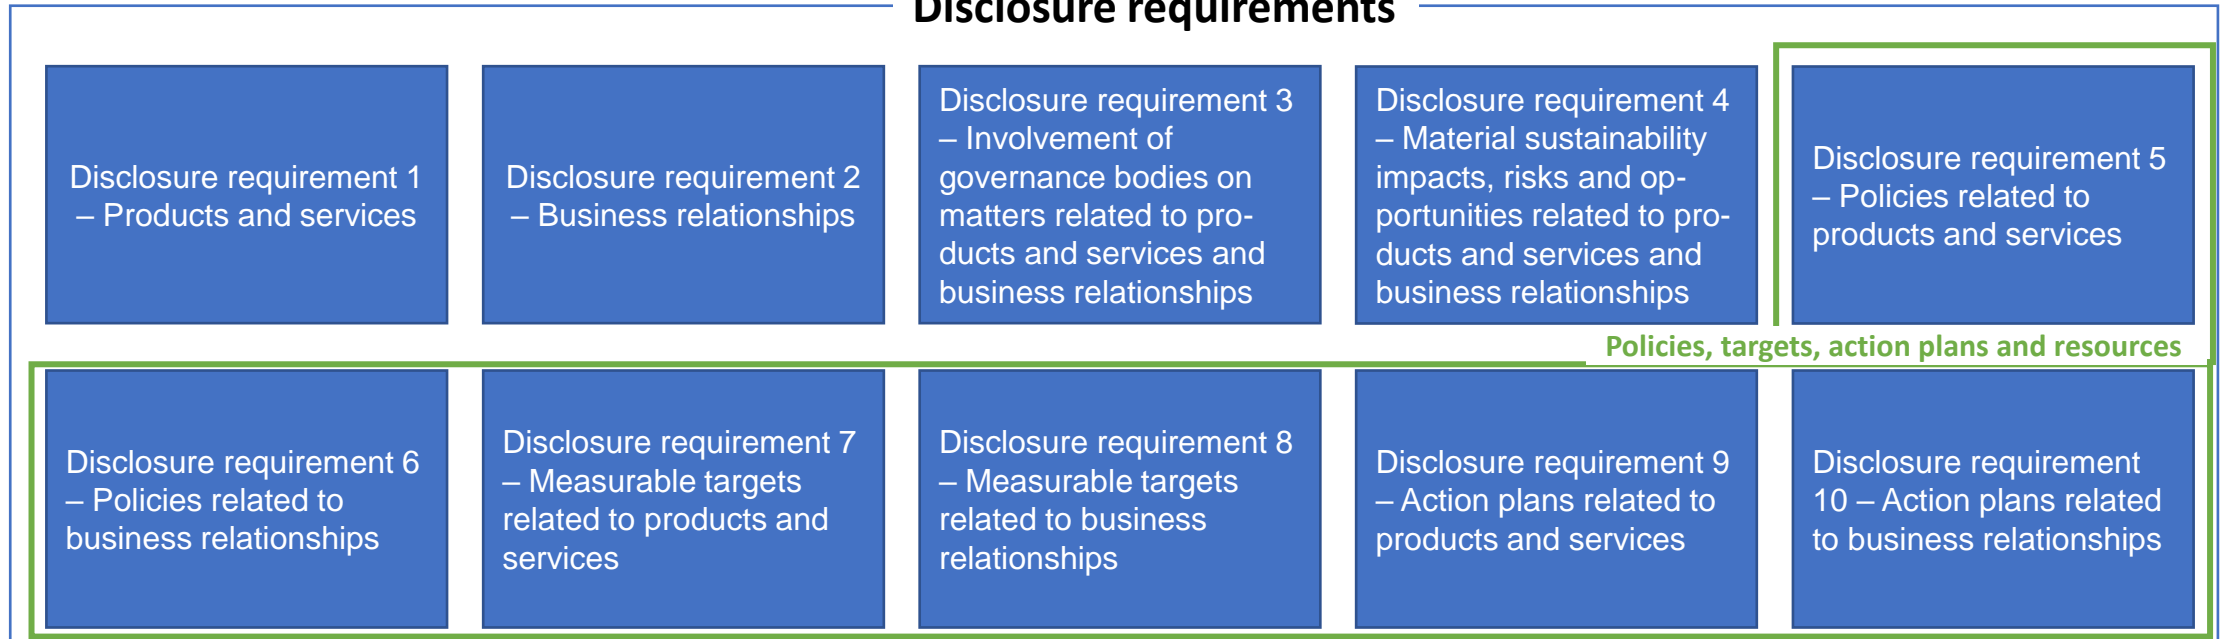 Disclosure requirements
Disclosure requirement 1
– Products and services
Disclosure requirement 2
– Business relationships
Disclosure requirement 3
– Involvement of
governance bodies on
matters related to pro-
ducts and services and
business relationships
Disclosure requirement 4
– Material sustainability
impacts, risks and op-
portunities related to pro-
ducts and services and
business relationships
Disclosure requirement 5
– Policies related to
products and services
Policies, targets, action plans and resources
Disclosure requirement 6
– Policies related to
business relationships
Disclosure requirement 7
– Measurable targets
related to products and
services
Disclosure requirement 8
– Measurable targets
related to business
relationships
Disclosure requirement 9
– Action plans related to
products and services
Disclosure requirement
10 – Action plans related
to business relationships